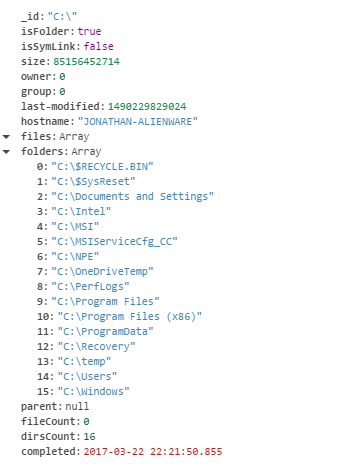 _id: "C:\"
isFolder: true
isSymLink: false
size: 85156452714
owner: 0
group: 0
last-modified: 1490229829024
hostname: "JONATHAN-ALIENWARE"
files: Array
folders: Array
0: "C:\$RECYCLE.BIN"
1: "C:\$SysReset"
2: "C:\Documents and Settings"
3: "C:\Intel"
4: "C:\MSI"
5: "C:\MSIServiceCfg_CC"
6: "C:\NPE"
7: "C:\OneDriveTemp"
8: "C:\PerfLogs"
9: "C:\Program Files"
10: "C:\Program Files (x86)"
11: "C:\ProgramData"
12: "C:\Recovery"
13: "C:\temp"
14: "C:\Users"
15: "C:\Windows"
parent: null
fileCount: 0
dirsCount: 16
completed: 2017-03-22 22:21:50.855